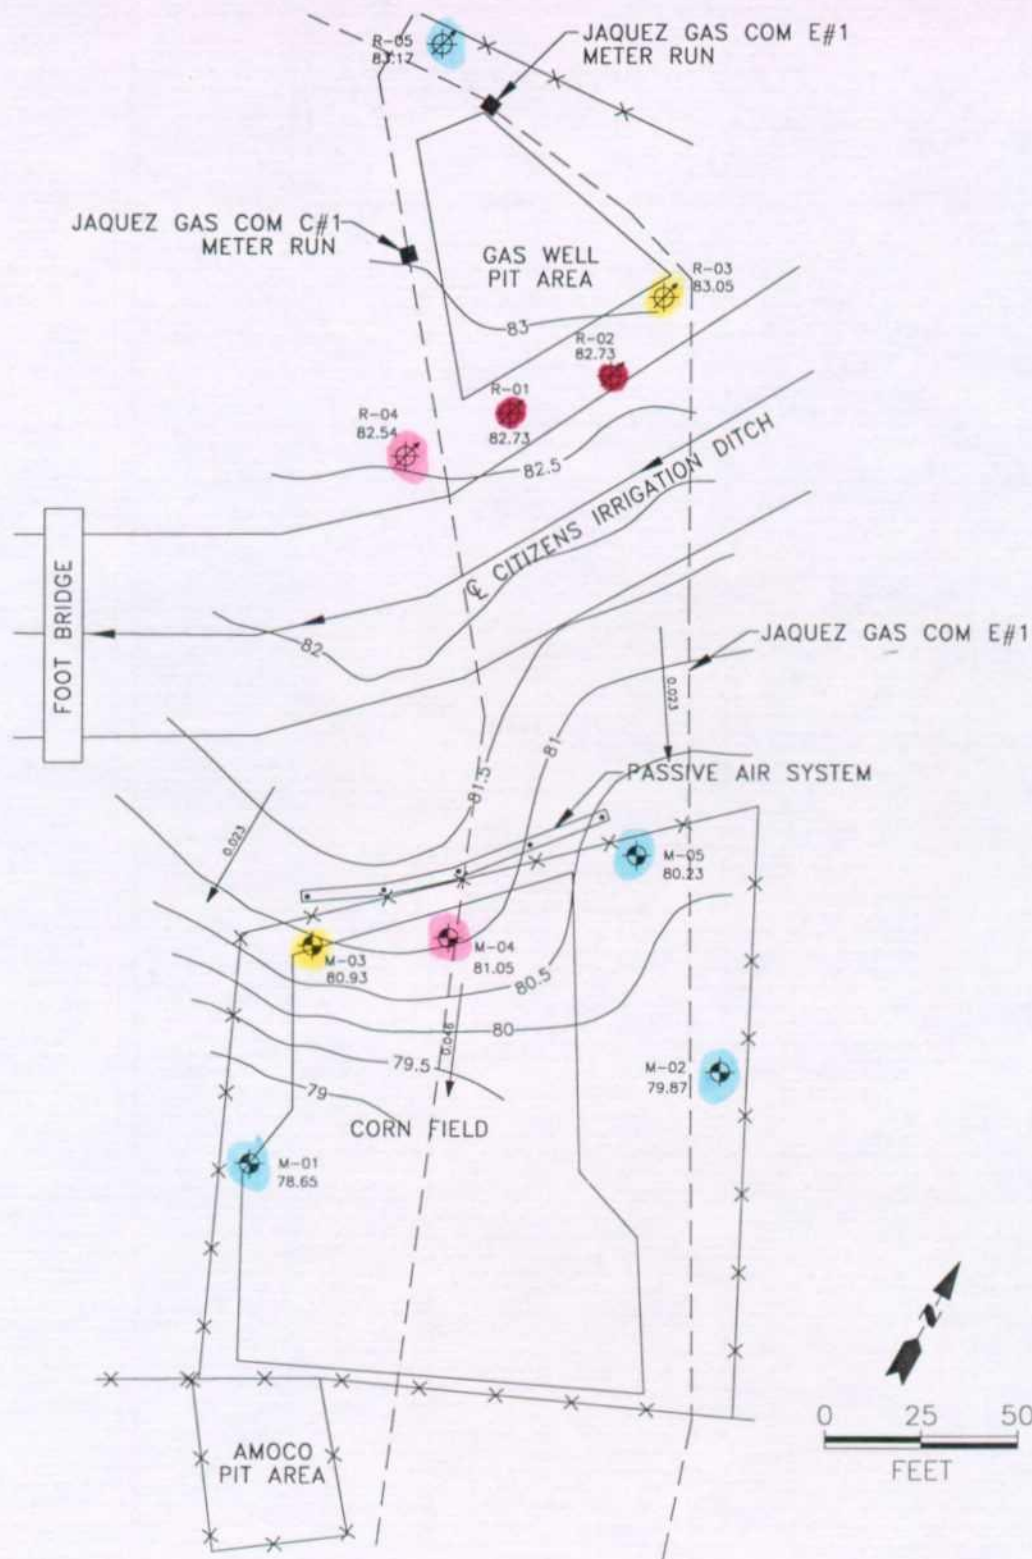 R-05
83.17
JAQUEZ GAS COM E#1
METER RUN
JAQUEZ GAS COM C#1
METER RUN
GAS WELL
PIT AREA
R-03
83.05
83
R-02
82.73
R-01
82.73
R-04
82.54
82.5
℄ CITIZENS IRRIGATION DITCH
FOOT BRIDGE
82
JAQUEZ GAS COM E#1
0.023
81
81.5
PASSIVE AIR SYSTEM
0.023
M-05
80.23
M-03
80.93
M-04
81.05
80.5
80
0.046
79.5
M-02
79.87
79
CORN FIELD
M-01
78.65
N
0 25 50
FEET
AMOCO
PIT AREA